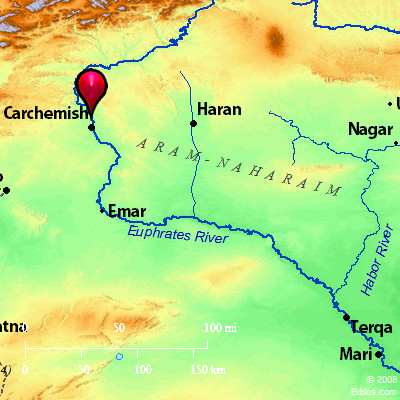 U
Carchemish
Haran
Nagar
ARAM-NAHARAIM
Emar
Euphrates River
Habor River
atna
Terqa
Mari
0 50 100 mi
0 50 100 150 km
© 2008
Biblos.com